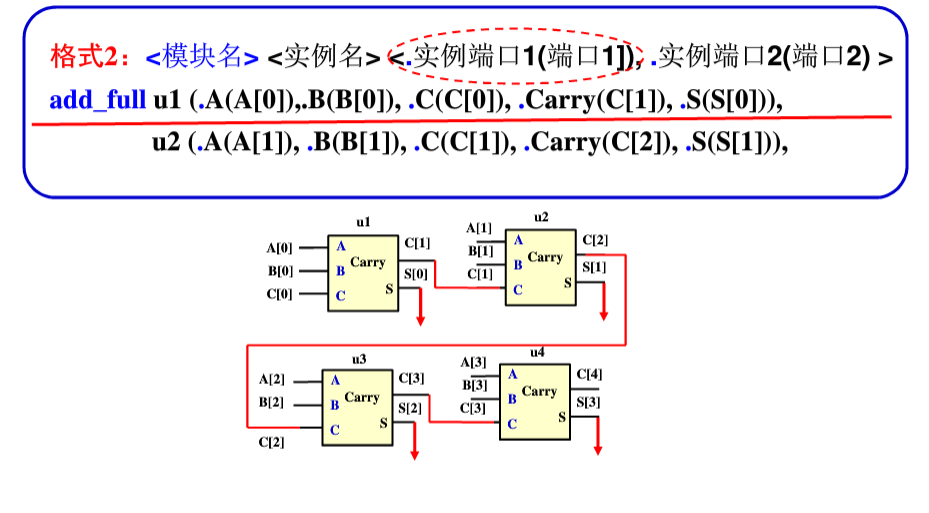 格式2：<模块名> <实例名> <.实例端口1(端口1]), .实例端口2(端口2) >
add_full u1 (.A(A[0]),.B(B[0]), .C(C[0]), .Carry(C[1]), .S(S[0])),
u2 (.A(A[1]), .B(B[1]), .C(C[1]), .Carry(C[2]), .S(S[1])),
u1
A[0]
B[0]
C[0]
A
B
C
Carry
S
C[1]
S[0]
u2
A[1]
B[1]
C[1]
A
B
C
Carry
S
C[2]
S[1]
u3
A[2]
B[2]
C[2]
A
B
C
Carry
S
C[3]
S[2]
u4
A[3]
B[3]
C[3]
A
B
C
Carry
S
C[4]
S[3]